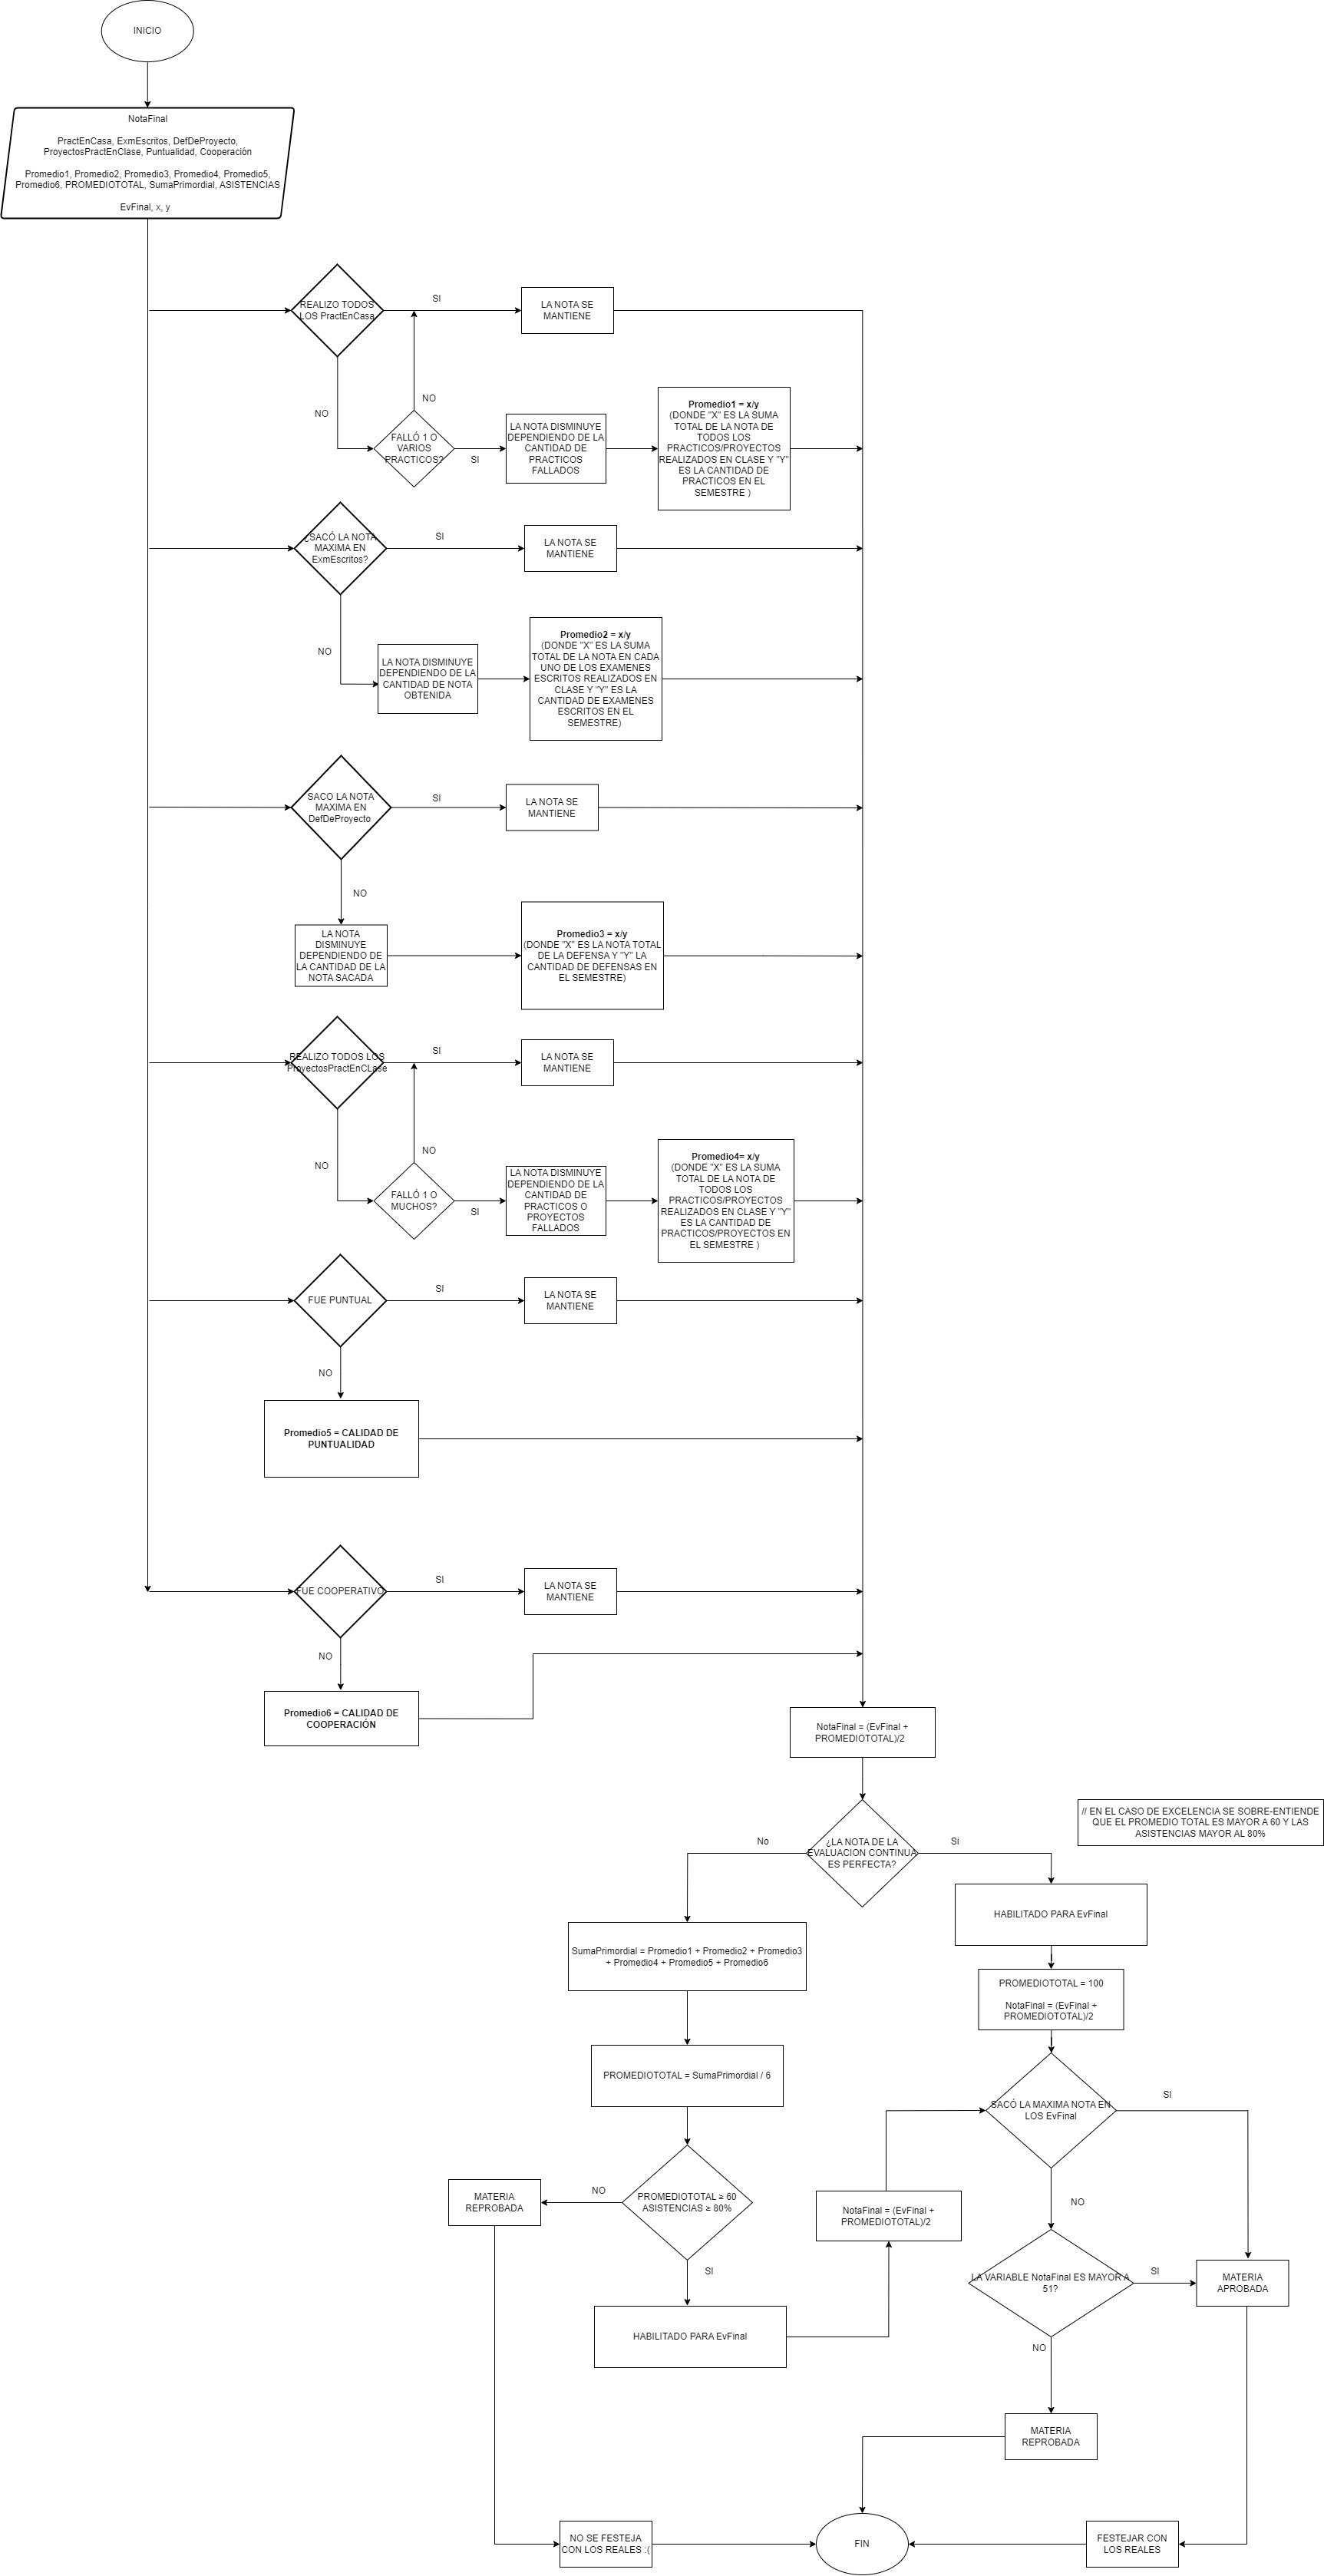 INICIO
NotaFinal
PractEnCasa, ExmEscritos, DefDeProyecto,
ProyectosPractEnClase, Puntualidad, Cooperación
Promedio1, Promedio2, Promedio3, Promedio4, Promedio5,
Promedio6, PROMEDIOTOTAL, SumaPrimordial, ASISTENCIAS
EvFinal, x, y
REALIZO TODOS
LOS PractEnCasa
SI
LA NOTA SE
MANTIENE
NO
NO
FALLÓ 1 O
VARIOS
PRACTICOS?
SI
LA NOTA DISMINUYE
DEPENDIENDO DE LA
CANTIDAD DE
PRACTICOS
FALLADOS
Promedio1 = x/y
(DONDE "X" ES LA SUMA
TOTAL DE LA NOTA DE
TODOS LOS
PRACTICOS/PROYECTOS
REALIZADOS EN CLASE Y "Y"
ES LA CANTIDAD DE
PRACTICOS EN EL
SEMESTRE )
¿SACÓ LA NOTA
MAXIMA EN
ExmEscritos?
SI
LA NOTA SE
MANTIENE
NO
LA NOTA DISMINUYE
DEPENDIENDO DE LA
CANTIDAD DE NOTA
OBTENIDA
Promedio2 = x/y
(DONDE "X" ES LA SUMA
TOTAL DE LA NOTA EN CADA
UNO DE LOS EXAMENES
ESCRITOS REALIZADOS EN
CLASE Y "Y" ES LA
CANTIDAD DE EXAMENES
ESCRITOS EN EL
SEMESTRE)
SACO LA NOTA
MAXIMA EN
DefDeProyecto
SI
LA NOTA SE
MANTIENE
NO
LA NOTA
DISMINUYE
DEPENDIENDO DE
LA CANTIDAD DE LA
NOTA SACADA
Promedio3 = x/y
(DONDE "X" ES LA NOTA TOTAL
DE LA DEFENSA Y "Y" LA
CANTIDAD DE DEFENSAS EN
EL SEMESTRE)
REALIZO TODOS LOS
ProyectosPractEnCLase
SI
LA NOTA SE
MANTIENE
NO
NO
FALLÓ 1 O
MUCHOS?
SI
LA NOTA DISMINUYE
DEPENDIENDO DE LA
CANTIDAD DE
PRACTICOS O
PROYECTOS
FALLADOS
Promedio4= x/y
(DONDE "X" ES LA SUMA
TOTAL DE LA NOTA DE
TODOS LOS
PRACTICOS/PROYECTOS
REALIZADOS EN CLASE Y "Y"
ES LA CANTIDAD DE
PRACTICOS/PROYECTOS EN
EL SEMESTRE )
FUE PUNTUAL
SI
LA NOTA SE
MANTIENE
NO
Promedio5 = CALIDAD DE
PUNTUALIDAD
FUE COOPERATIVO
SI
LA NOTA SE
MANTIENE
NO
Promedio6 = CALIDAD DE
COOPERACIÓN
NotaFinal = (EvFinal +
PROMEDIOTOTAL)/2
// EN EL CASO DE EXCELENCIA SE SOBRE-ENTIENDE
QUE EL PROMEDIO TOTAL ES MAYOR A 60 Y LAS
ASISTENCIAS MAYOR AL 80%
No
¿LA NOTA DE LA
EVALUACION CONTINUA
ES PERFECTA?
Si
HABILITADO PARA EvFinal
SumaPrimordial = Promedio1 + Promedio2 + Promedio3
+ Promedio4 + Promedio5 + Promedio6
PROMEDIOTOTAL = 100
NotaFinal = (EvFinal +
PROMEDIOTOTAL)/2
PROMEDIOTOTAL = SumaPrimordial / 6
SACÓ LA MAXIMA NOTA EN
LOS EvFinal
SI
MATERIA
REPROBADA
NO
PROMEDIOTOTAL ≥ 60
ASISTENCIAS ≥ 80%
NotaFinal = (EvFinal +
PROMEDIOTOTAL)/2
NO
SI
LA VARIABLE NotaFinal ES MAYOR A
51?
SI
MATERIA
APROBADA
HABILITADO PARA EvFinal
NO
MATERIA
REPROBADA
NO SE FESTEJA
CON LOS REALES :(
FIN
FESTEJAR CON
LOS REALES